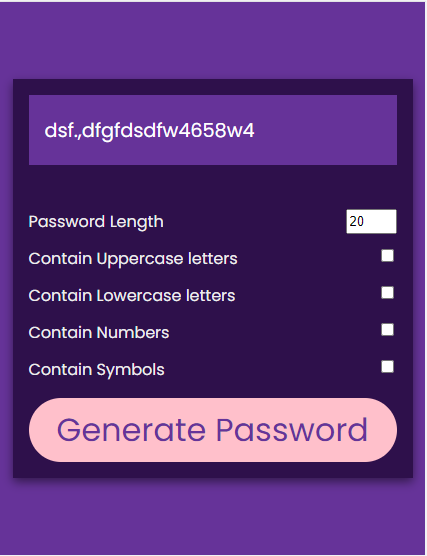 dsf.,dfgfdsdfw4658w4
Password Length 20
Contain Uppercase letters
Contain Lowercase letters
Contain Numbers
Contain Symbols
Generate Password